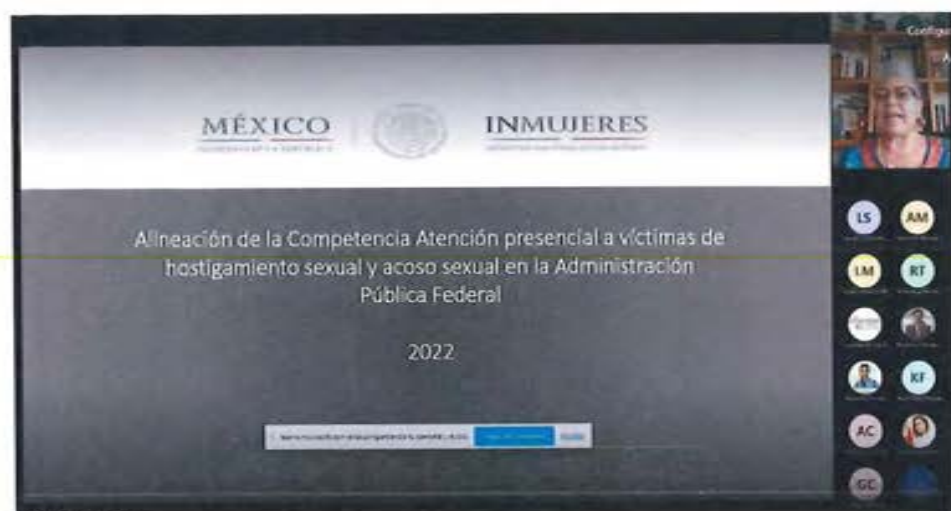 MÉXICO
INMUJERES
Alineación de la Competencia Atención presencial a víctimas de
hostigamiento sexual y acoso sexual en la Administración
Pública Federal
2022
LS
AM
LM
RT
KF
AC
GC